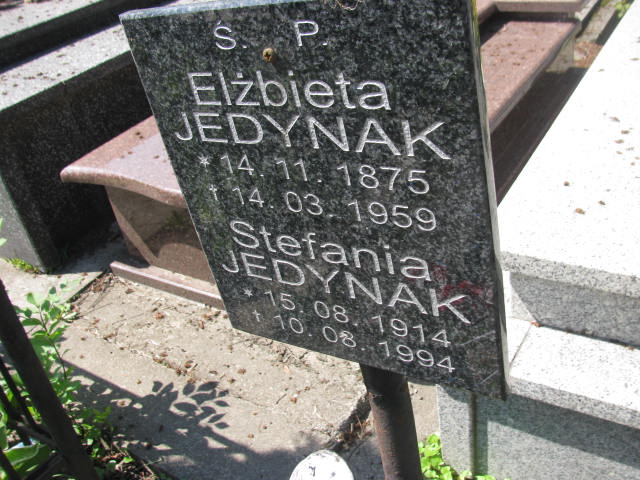 Ś. P.
Elżbieta
JEDYNAK
* 14. 11. 1875
† 14. 03. 1959
Stefania
JEDYNAK
* 15. 08. 1914
† 10. 08. 1994